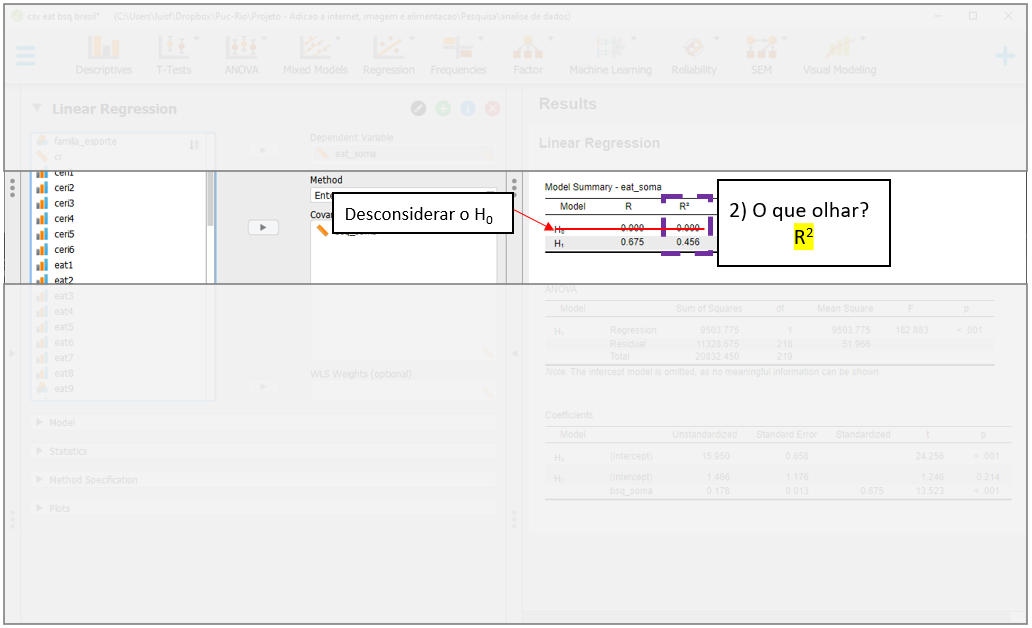 csv eat bsq brasil* (C:\Users\luisf\Dropbox\Puc-Rio\Projeto - Adicao a internet, imagem e alimentacao\Pesquisa\analise de dados)
Descriptives T-Tests ANOVA Mixed Models Regression Frequencies Factor Machine Learning Reliability SEM Visual Modeling
Linear Regression
familia_esporte
cr
ceri1
ceri2
ceri3
ceri4
ceri5
ceri6
eat1
eat2
eat3
eat4
eat5
eat6
eat7
eat8
eat9
Dependent Variable
eat_soma
Method
Ente
Covar
WLS Weights (optional)
Model
Statistics
Method Specification
Plots
Desconsiderar o H₀
Results
Linear Regression
Model Summary - eat_soma
Model R R²
H₀ 0.000 0.000
H₁ 0.675 0.456
2) O que olhar?
R²
ANOVA
Model Sum of Squares df Mean Square F p
H₁ Regression 9503.775 1 9503.775 182.883 < .001
Residual 11328.675 218 51.966
Total 20832.450 219
Note. The intercept model is omitted, as no meaningful information can be shown.
Coefficients
Model Unstandardized Standard Error Standardized t p
H₀ (Intercept) 15.950 0.658 24.256 < .001
H₁ (Intercept) 1.466 1.176 1.246 0.214
bsq_soma 0.178 0.013 0.675 13.523 < .001